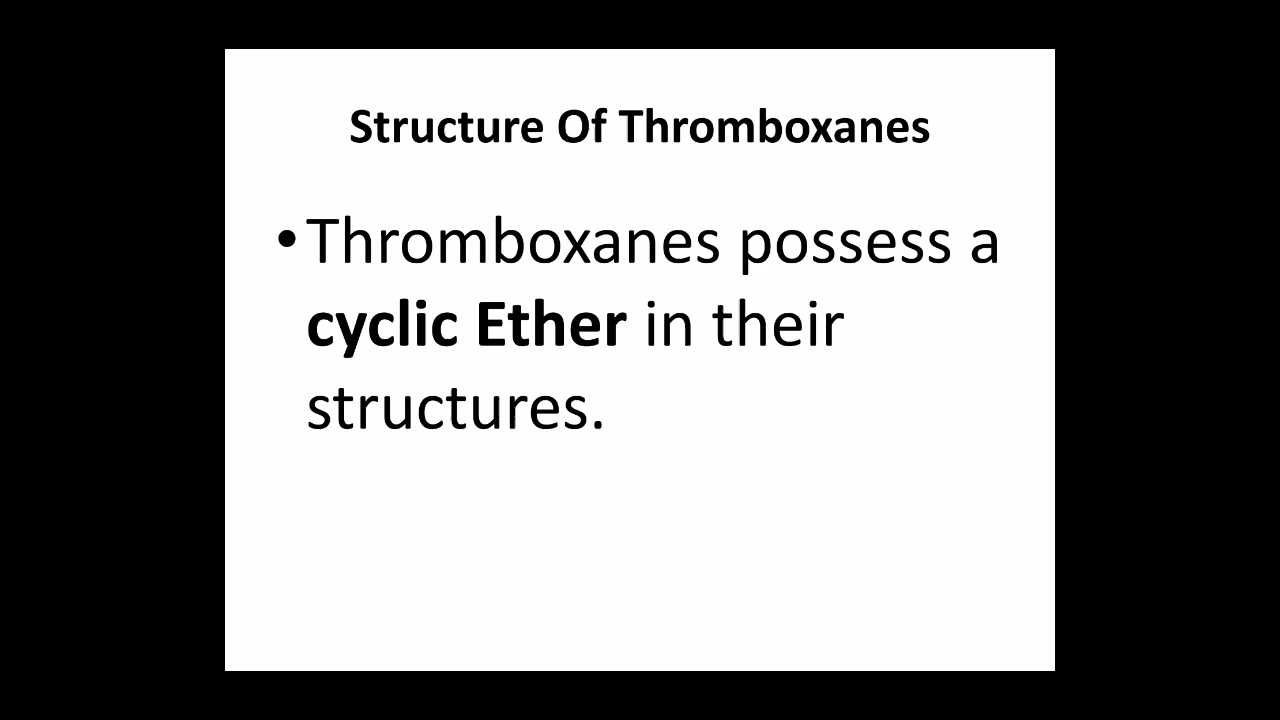 Structure Of Thromboxanes
•Thromboxanes possess a
cyclic Ether in their
structures.